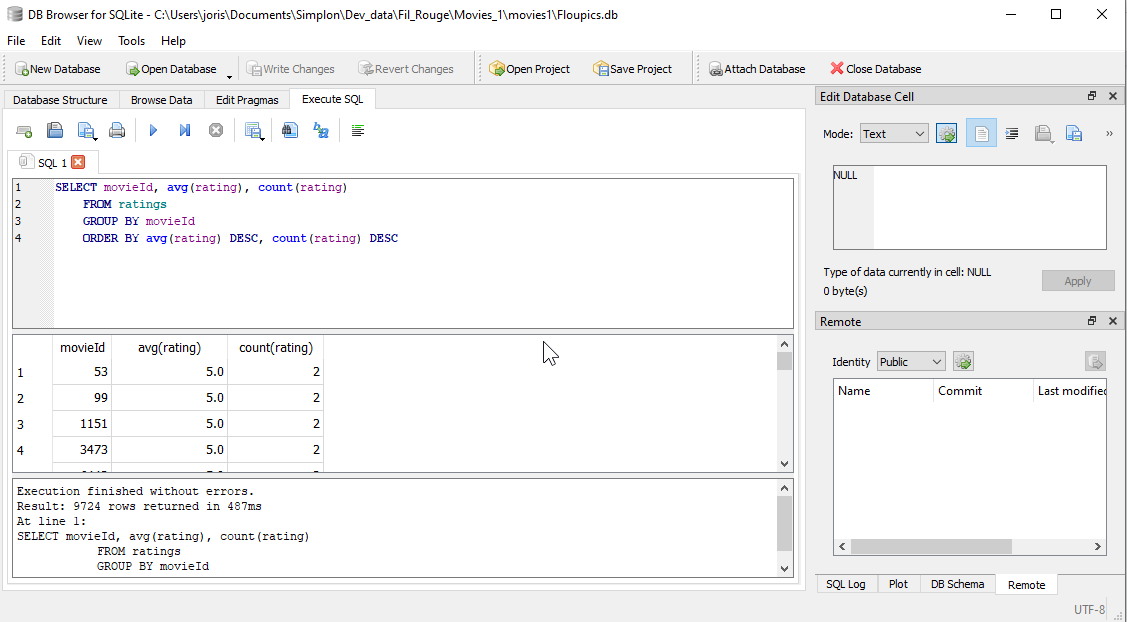 DB Browser for SQLite - C:\Users\joris\Documents\Simplon\Dev_data\Fil_Rouge\Movies_1\movies1\Floupics.db
File Edit View Tools Help
New Database Open Database Write Changes Revert Changes Open Project Save Project Attach Database Close Database
Database Structure Browse Data Edit Pragmas Execute SQL
SQL 1
1 SELECT movieId, avg(rating), count(rating)
2 FROM ratings
3 GROUP BY movieId
4 ORDER BY avg(rating) DESC, count(rating) DESC
movieId avg(rating) count(rating)
1 53 5.0 2
2 99 5.0 2
3 1151 5.0 2
4 3473 5.0 2
Execution finished without errors.
Result: 9724 rows returned in 487ms
At line 1:
SELECT movieId, avg(rating), count(rating)
FROM ratings
GROUP BY movieId
Edit Database Cell
Mode: Text »
NULL
Type of data currently in cell: NULL
0 byte(s)
Apply
Remote
Identity Public
Name Commit Last modified
SQL Log Plot DB Schema Remote
UTF-8